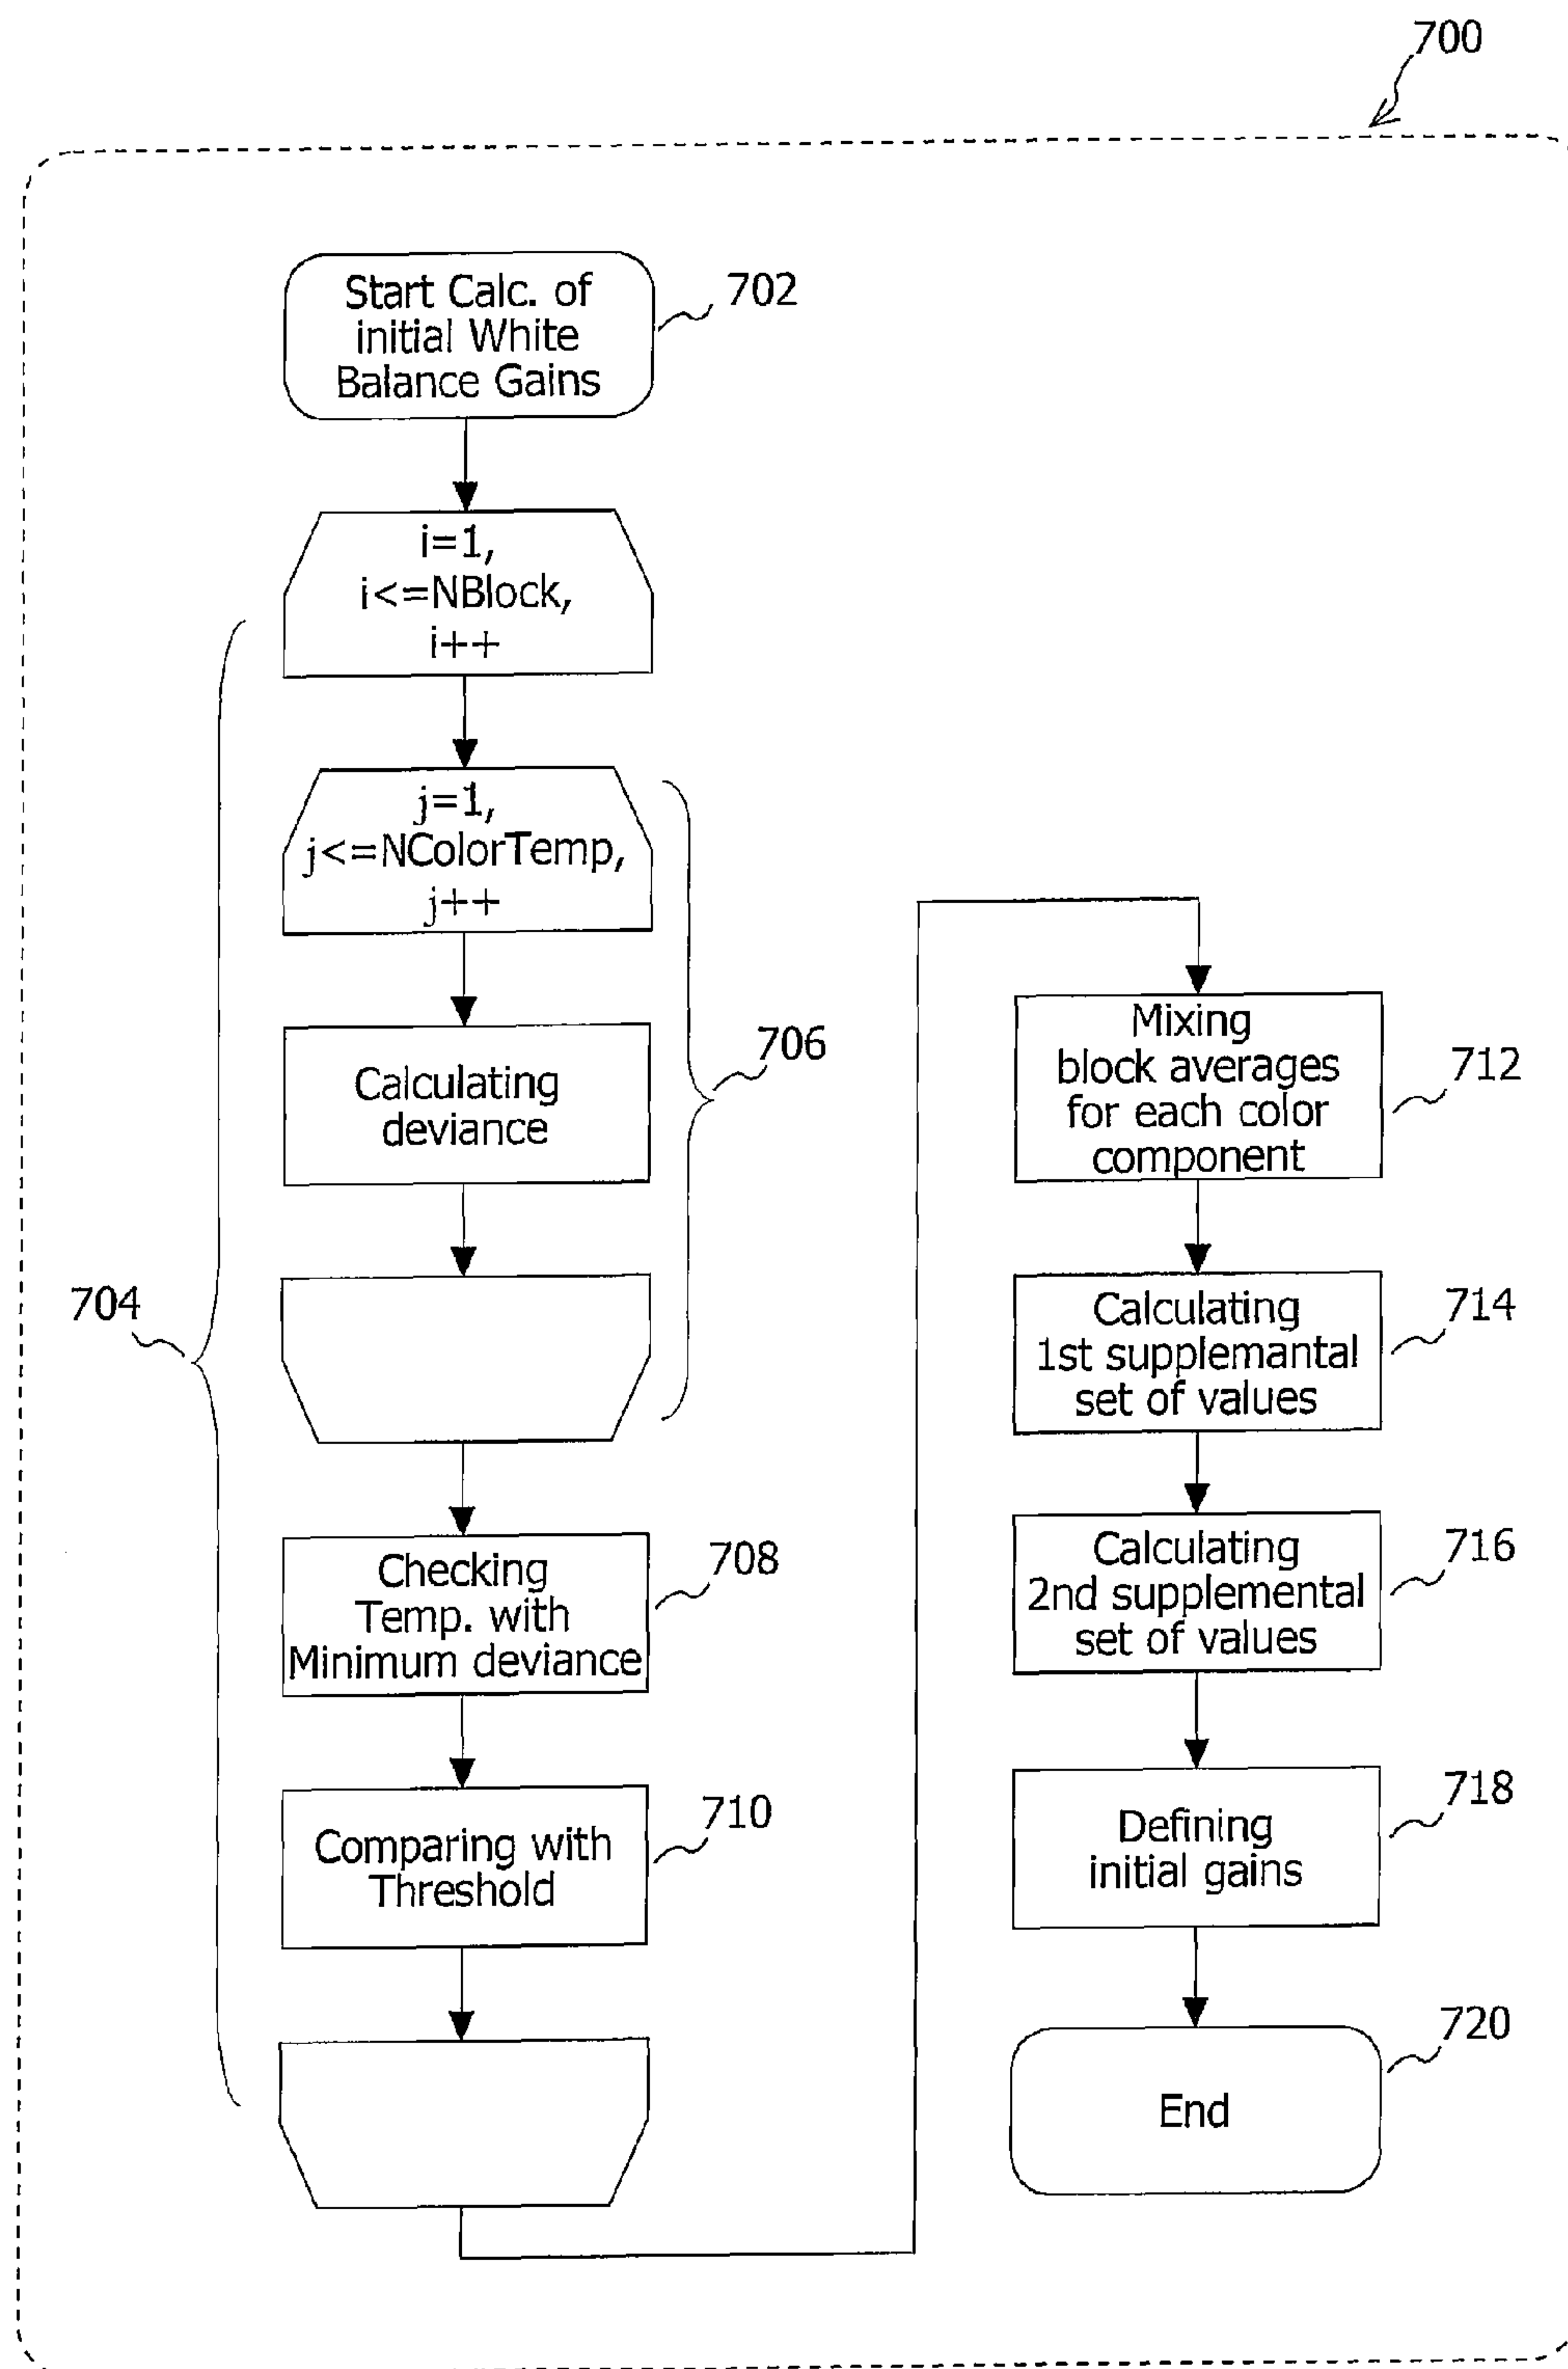 700
Start Calc. of
initial White
Balance Gains
702
i=1,
i<=NBlock,
i++
j=1,
j<=NColorTemp,
j++
Calculating
deviance
706
704
Checking
Temp. with
Minimum deviance
708
Comparing with
Threshold
710
Mixing
block averages
for each color
component
712
Calculating
1st supplemantal
set of values
714
Calculating
2nd supplemental
set of values
716
Defining
initial gains
718
End
720